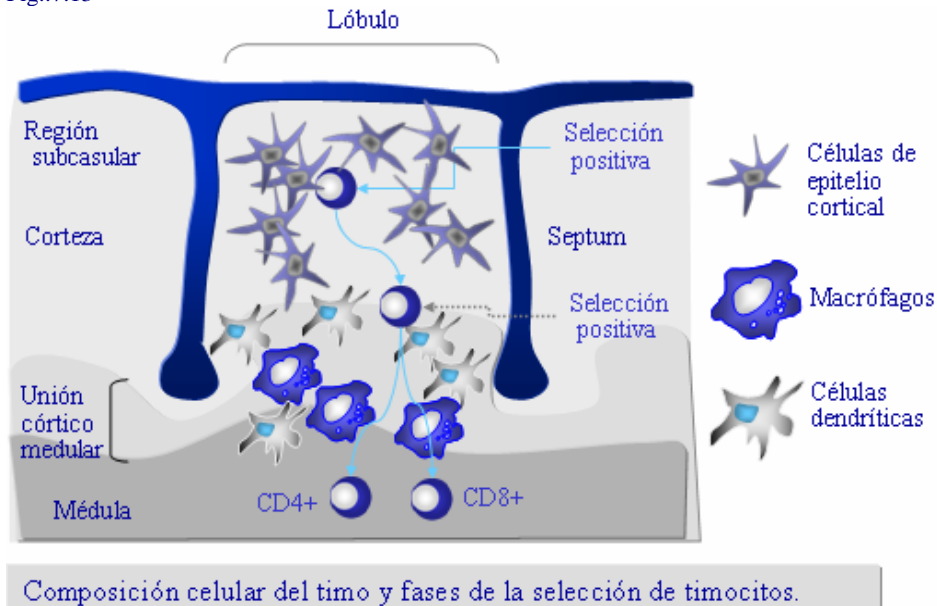 Lóbulo
Región
subcasular
Selección
positiva
Células de
epitelio
cortical
Corteza
Septum
Selección
positiva
Macrófagos
Unión
córtico
medular
Células
dendríticas
Médula
CD4+
CD8+
Composición celular del timo y fases de la selección de timocitos.